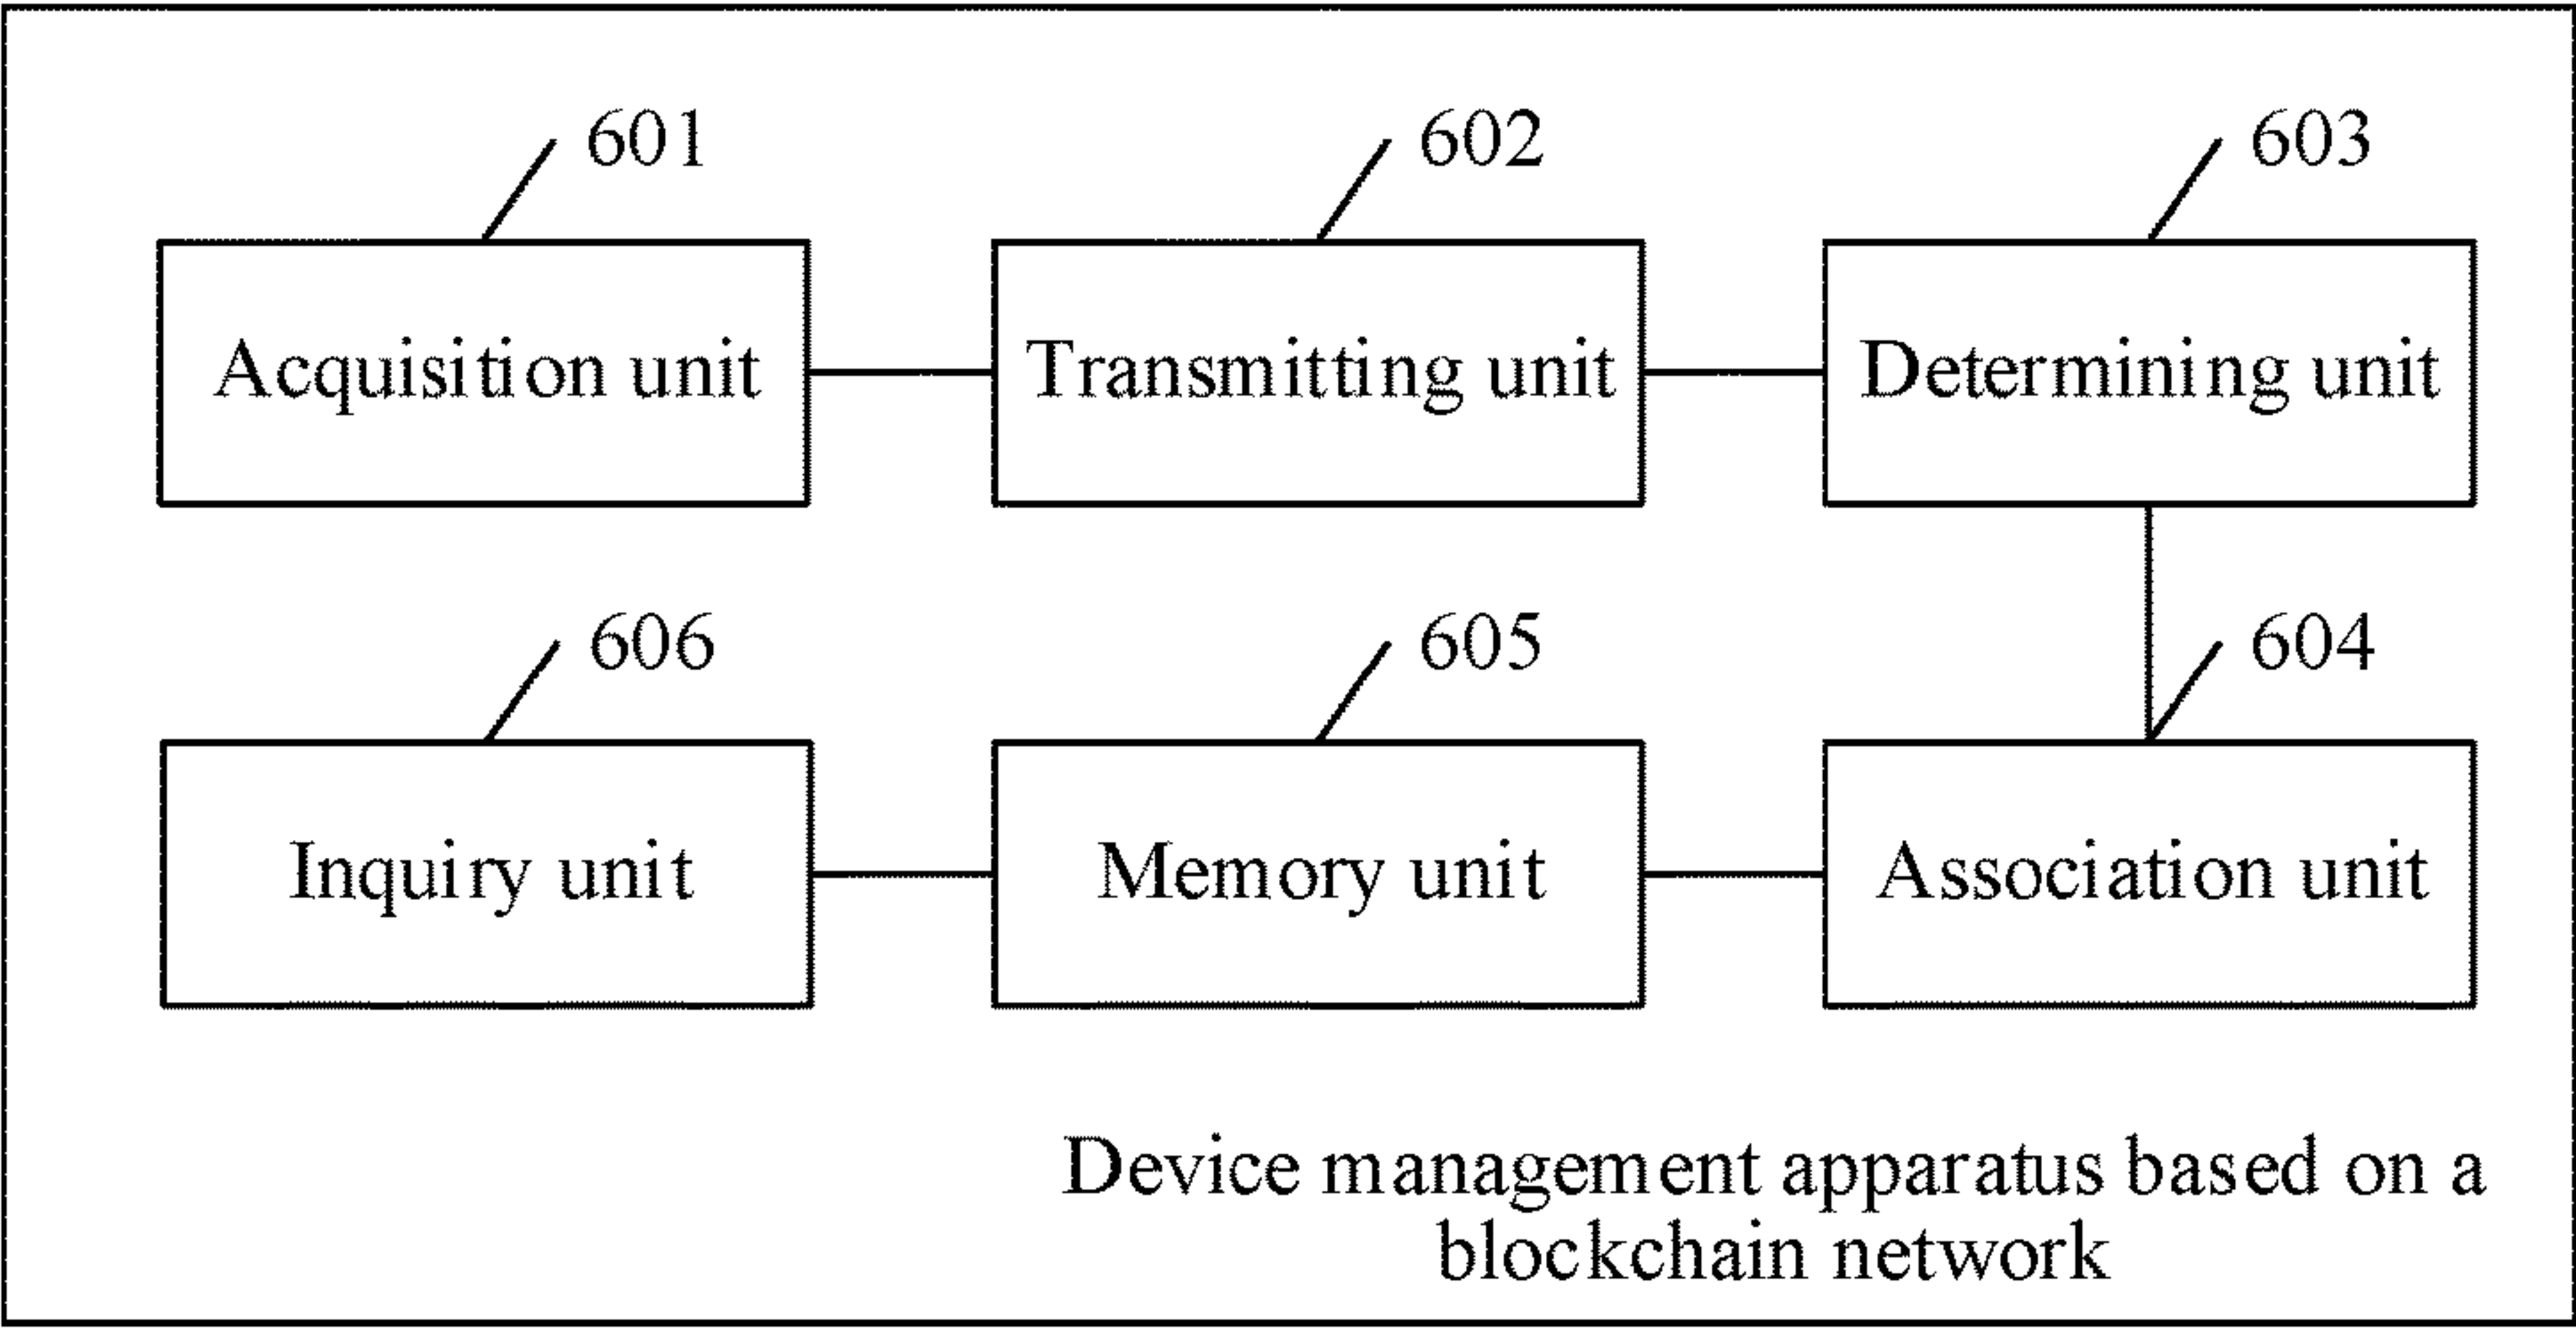 601
602
603
Acquisition unit
Transmitting unit
Determining unit
606
605
604
Inquiry unit
Memory unit
Association unit
Device management apparatus based on a
blockchain network